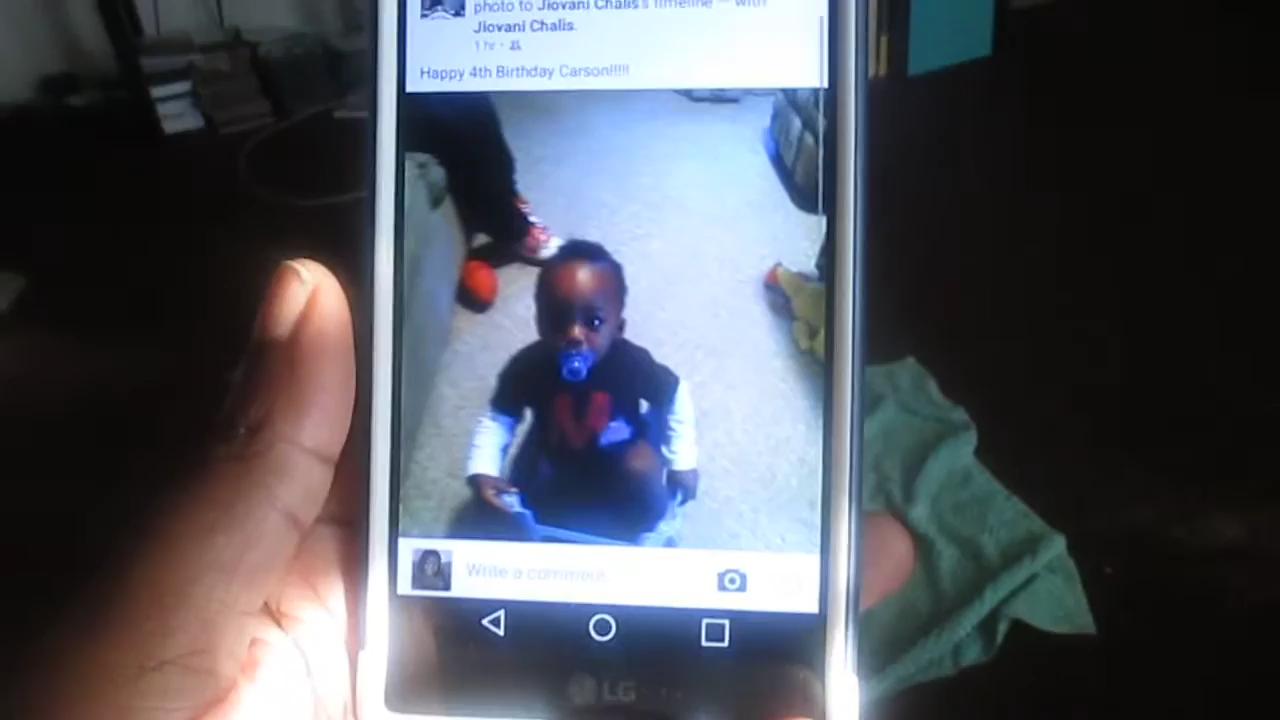 photo to Jiovani Chalis's timeline — with
Jiovani Chalis.
1 hr ·
Happy 4th Birthday Carson!!!!!
Write a comment...
LG